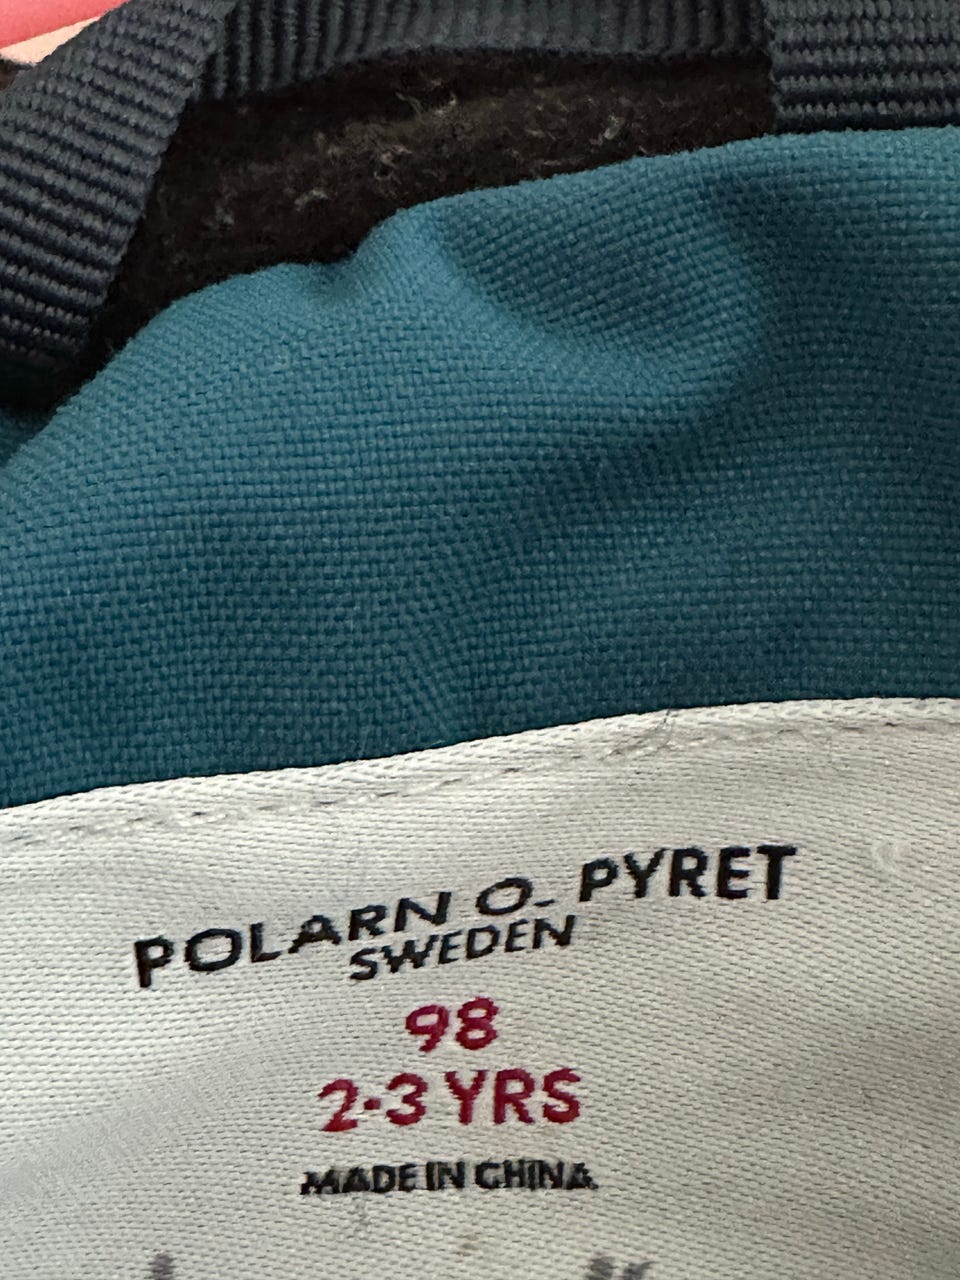 POLARN O. PYRET
SWEDEN
98
2-3 YRS
MADE IN CHINA